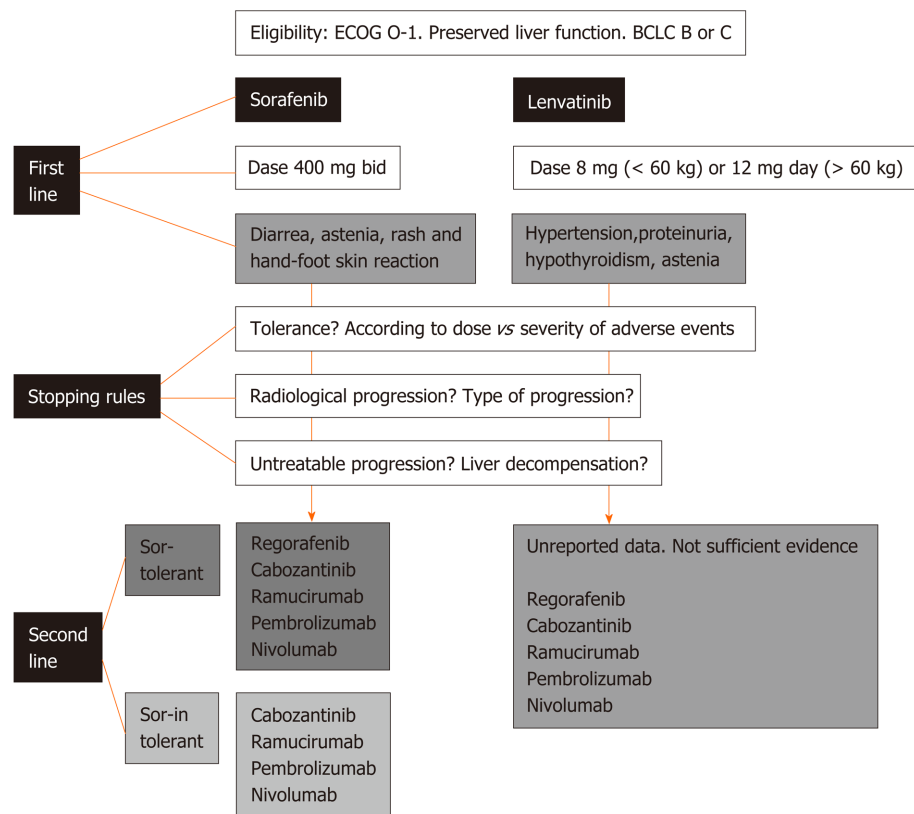 Eligibility: ECOG O-1. Preserved liver function. BCLC B or C
Sorafenib
Lenvatinib
First
line
Dase 400 mg bid
Dase 8 mg (< 60 kg) or 12 mg day (> 60 kg)
Diarrea, astenia, rash and
hand-foot skin reaction
Hypertension,proteinuria,
hypothyroidism, astenia
Tolerance? According to dose vs severity of adverse events
Stopping rules
Radiological progression? Type of progression?
Untreatable progression? Liver decompensation?
Second
line
Sor-
tolerant
Regorafenib
Cabozantinib
Ramucirumab
Pembrolizumab
Nivolumab
Unreported data. Not sufficient evidence
Regorafenib
Cabozantinib
Ramucirumab
Pembrolizumab
Nivolumab
Sor-in
tolerant
Cabozantinib
Ramucirumab
Pembrolizumab
Nivolumab